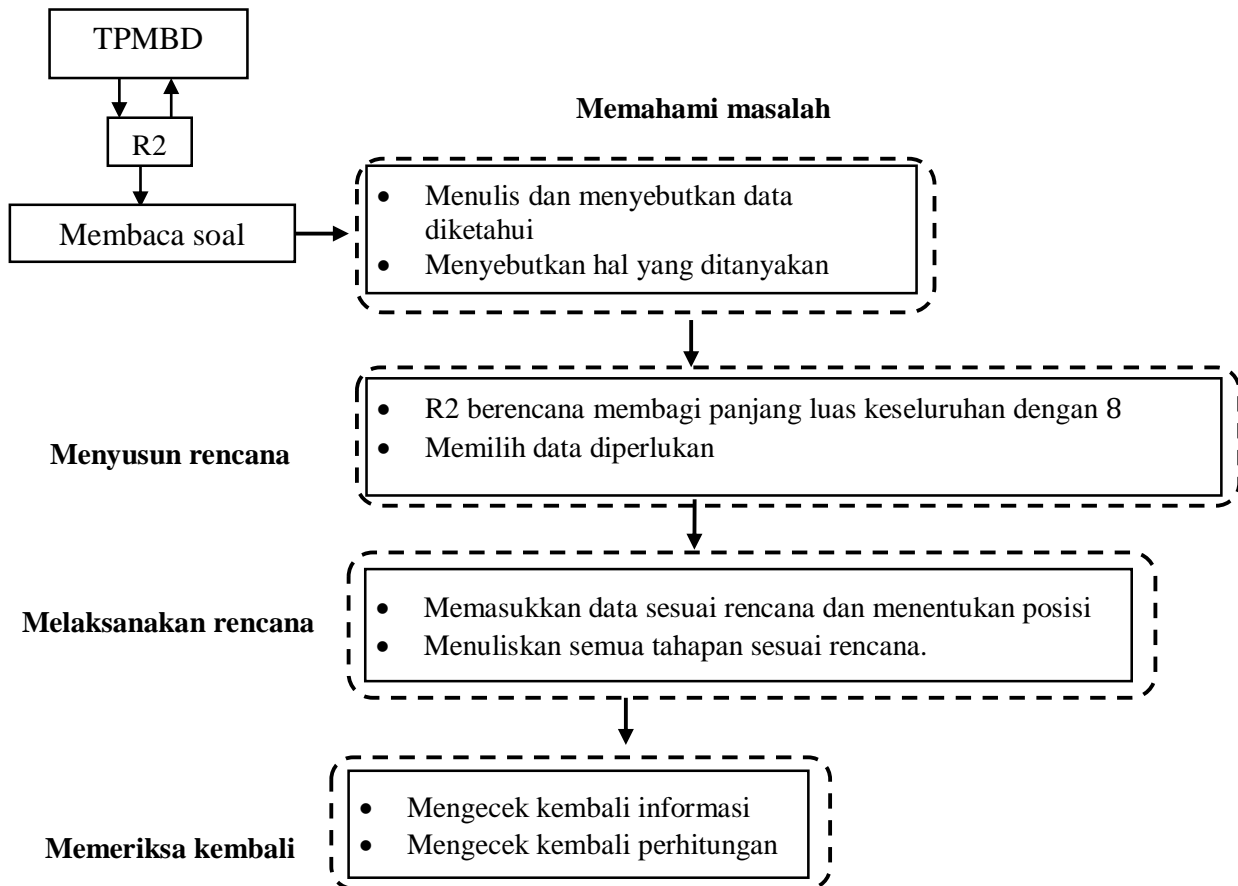 TPMBD
R2
Membaca soal
Memahami masalah
• Menulis dan menyebutkan data
diketahui
• Menyebutkan hal yang ditanyakan
Menyusun rencana
• R2 berencana membagi panjang luas keseluruhan dengan 8
• Memilih data diperlukan
Melaksanakan rencana
• Memasukkan data sesuai rencana dan menentukan posisi
• Menuliskan semua tahapan sesuai rencana.
Memeriksa kembali
• Mengecek kembali informasi
• Mengecek kembali perhitungan